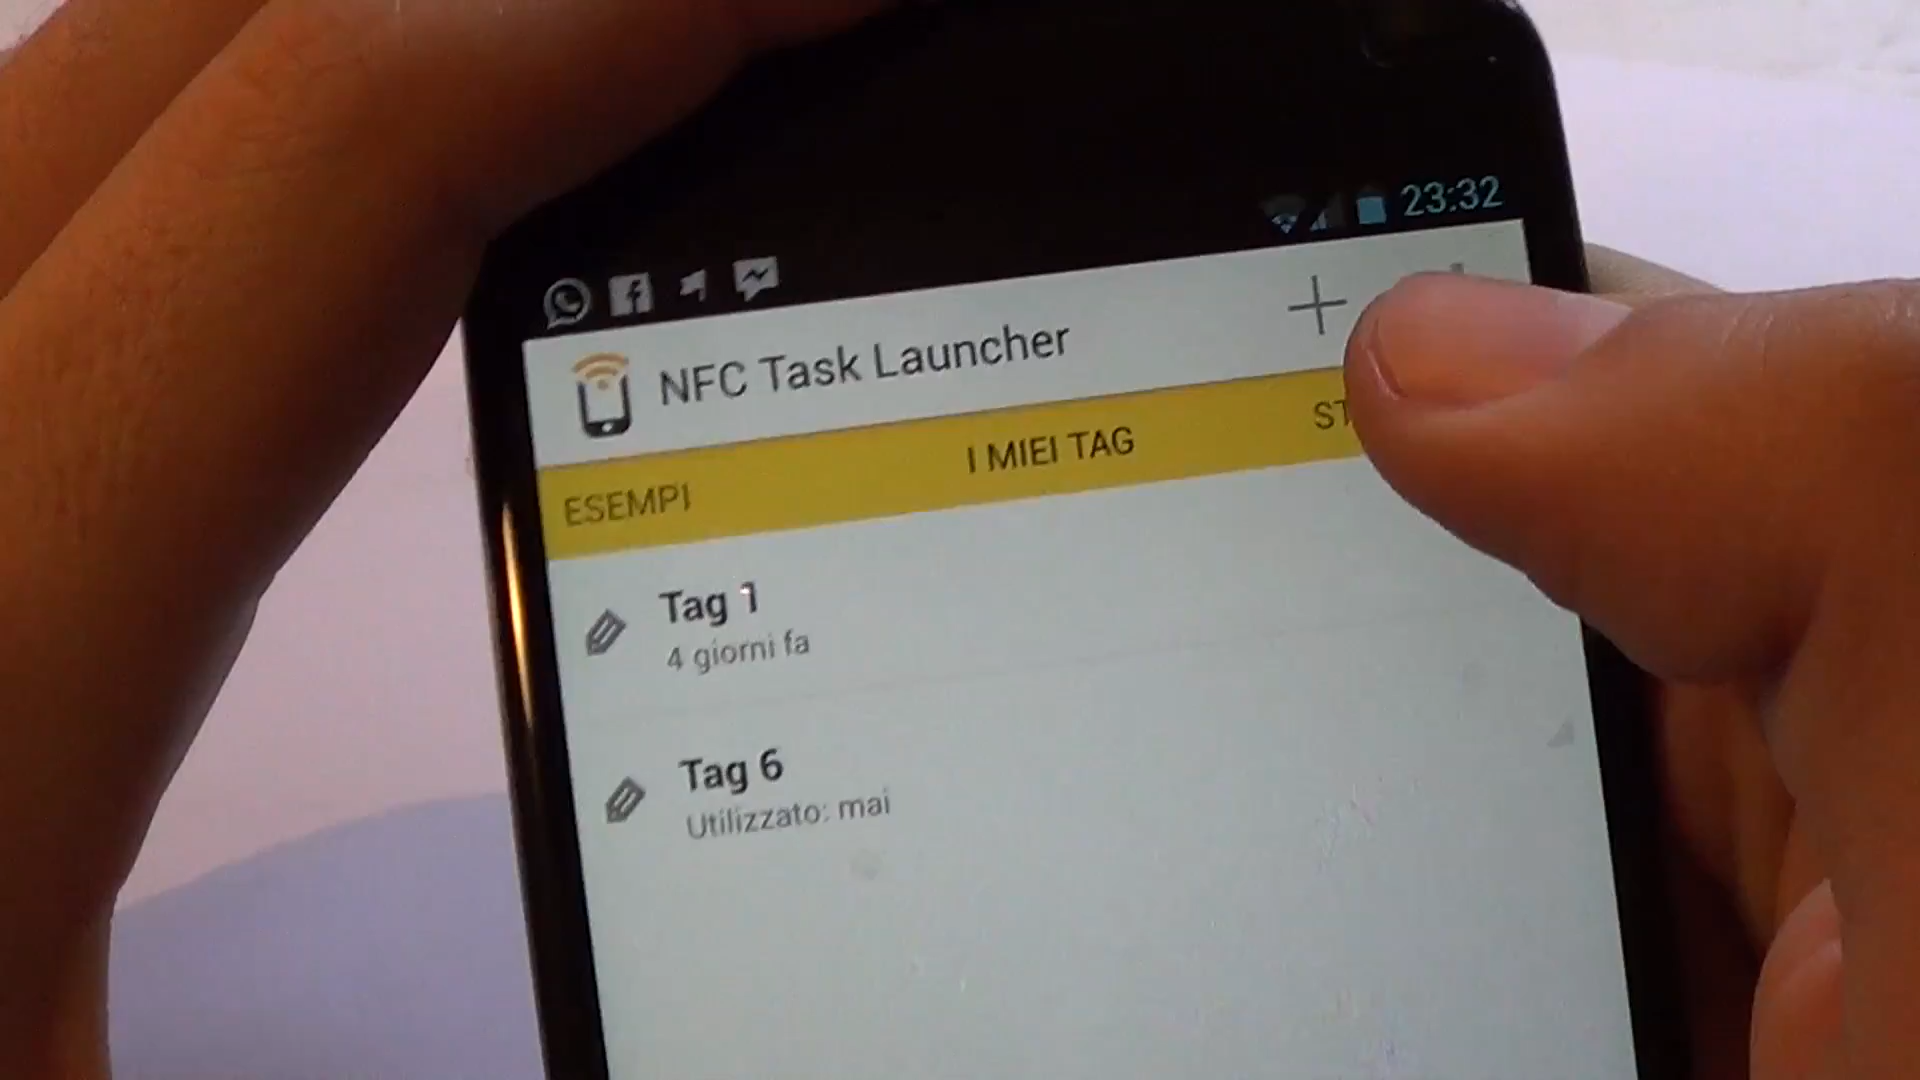 23:32
NFC Task Launcher
ESEMPI
I MIEI TAG
Tag 1
4 giorni fa
Tag 6
Utilizzato: mai